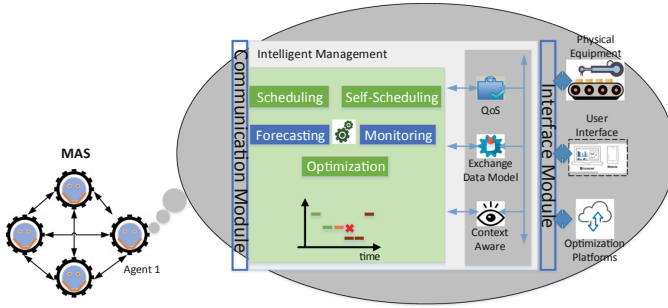 MAS
Agent 1
Communication Module
Intelligent Management
Scheduling
Self-Scheduling
Forecasting
Monitoring
Optimization
time
QoS
Exchange
Data Model
Context
Aware
Interface Module
Physical
Equipment
User
Interface
Optimization
Platforms